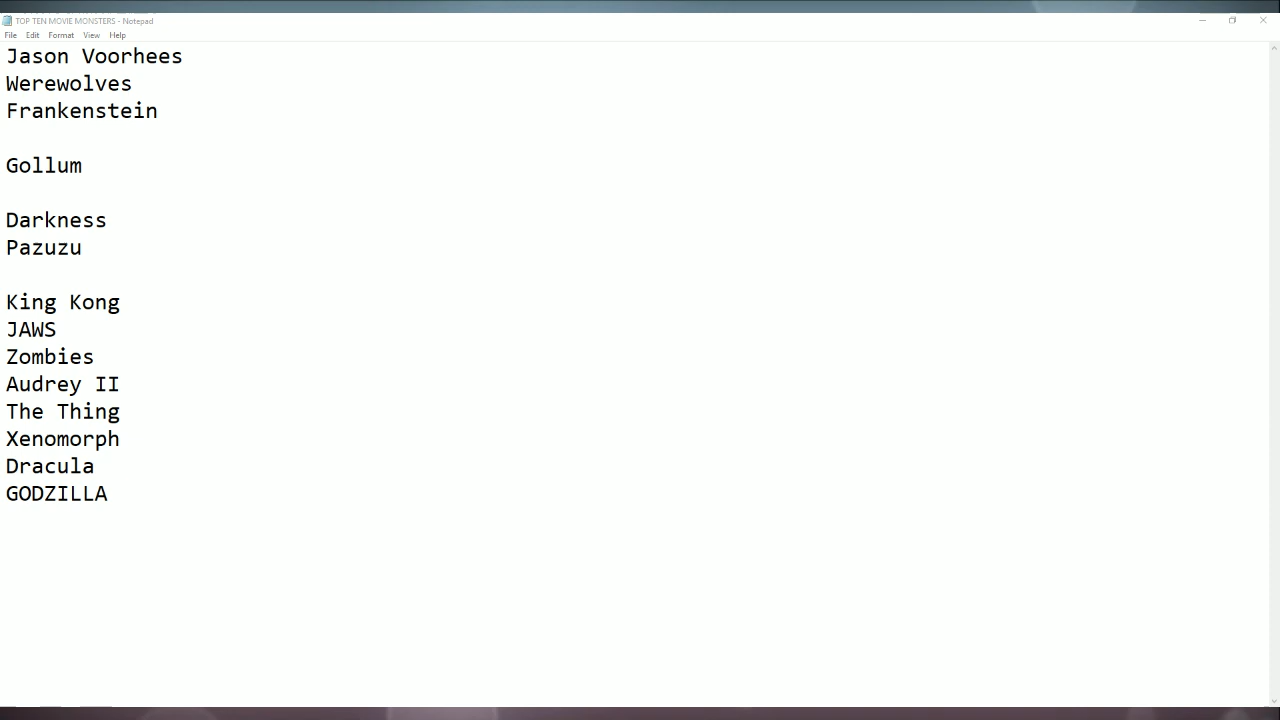 TOP TEN MOVIE MONSTERS - Notepad
File Edit Format View Help
Jason Voorhees
Werewolves
Frankenstein
Gollum
Darkness
Pazuzu
King Kong
JAWS
Zombies
Audrey II
The Thing
Xenomorph
Dracula
GODZILLA